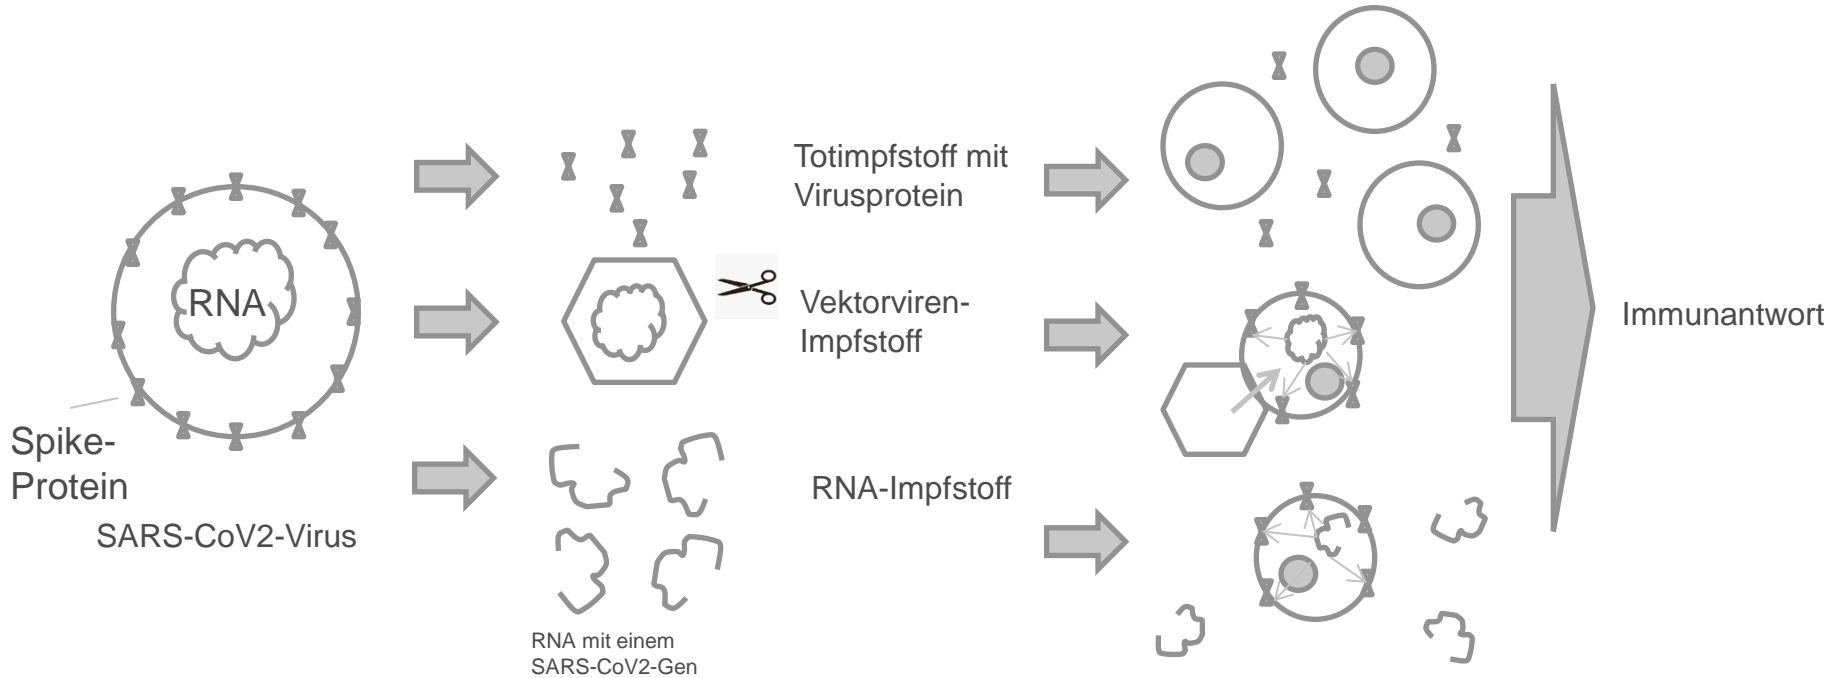 RNA
Spike-
Protein
SARS-CoV2-Virus
Totimpfstoff mit
Virusprotein
Vektorviren-
Impfstoff
RNA-Impfstoff
RNA mit einem
SARS-CoV2-Gen
Immunantwort